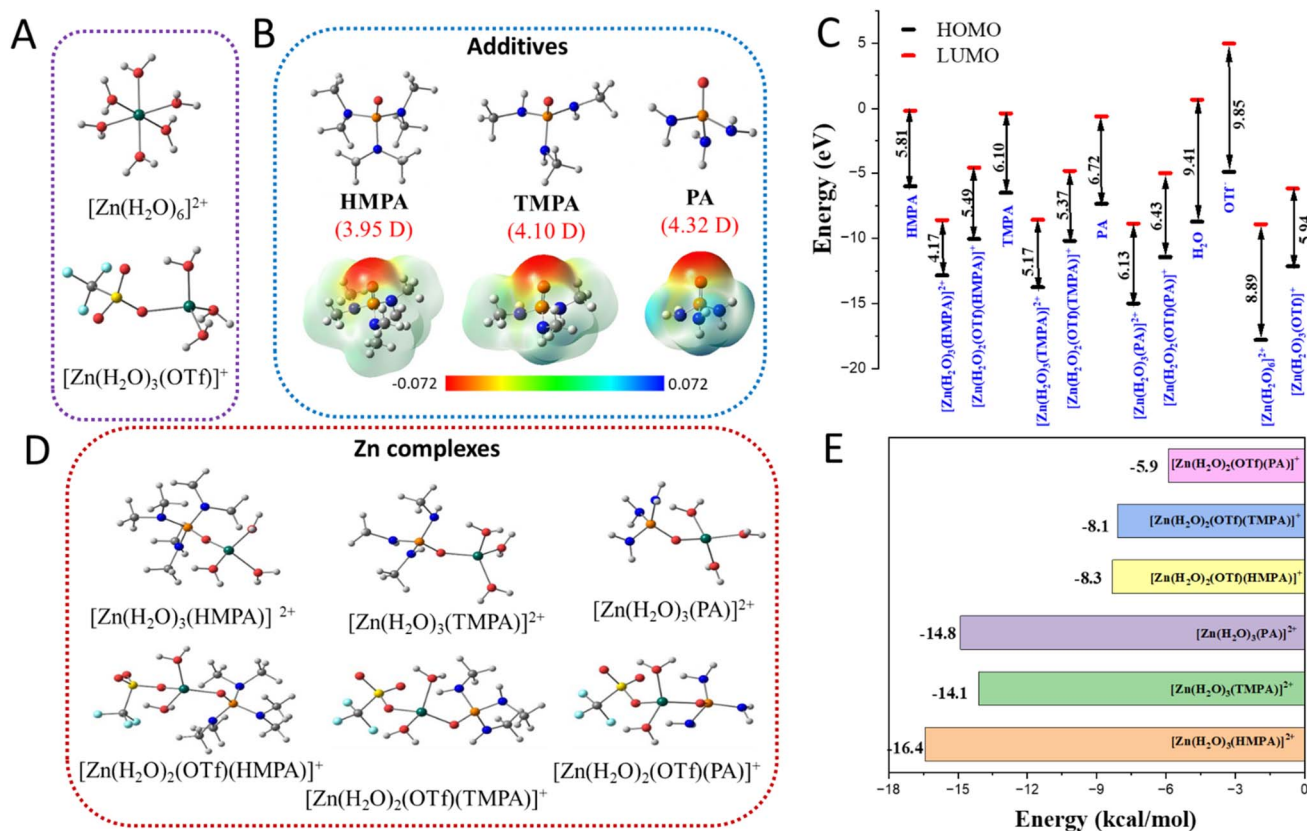 A
[Zn(H₂O)₆]²⁺
[Zn(H₂O)₃(OTf)]⁺
B
Additives
HMPA
TMPA
PA
(3.95 D)
(4.10 D)
(4.32 D)
-0.072
0.072
C
HOMO
LUMO
Energy (eV)
5
0
−5
−10
−15
−20
5.81
4.17
5.49
6.10
5.17
5.37
6.72
6.13
6.43
9.41
9.85
8.89
5.94
HMPA
[Zn(H₂O)₃(HMPA)]²⁺
[Zn(H₂O)₂(OTf)(HMPA)]⁺
TMPA
[Zn(H₂O)₃(TMPA)]²⁺
[Zn(H₂O)₂(OTf)(TMPA)]⁺
PA
[Zn(H₂O)₃(PA)]²⁺
[Zn(H₂O)₂(OTf)(PA)]⁺
H₂O
OTf⁻
[Zn(H₂O)₆]²⁺
[Zn(H₂O)₃(OTf)]⁺
D
Zn complexes
[Zn(H₂O)₃(HMPA)] ²⁺
[Zn(H₂O)₃(TMPA)]²⁺
[Zn(H₂O)₃(PA)]²⁺
[Zn(H₂O)₂(OTf)(HMPA)]⁺
[Zn(H₂O)₂(OTf)(TMPA)]⁺
[Zn(H₂O)₂(OTf)(PA)]⁺
E
-5.9
[Zn(H₂O)₂(OTf)(PA)]⁺
-8.1
[Zn(H₂O)₂(OTf)(TMPA)]⁺
-8.3
[Zn(H₂O)₂(OTf)(HMPA)]⁺
-14.8
[Zn(H₂O)₃(PA)]²⁺
-14.1
[Zn(H₂O)₃(TMPA)]²⁺
-16.4
[Zn(H₂O)₃(HMPA)]²⁺
−18 −15 −12 −9 −6 −3 0
Energy (kcal/mol)